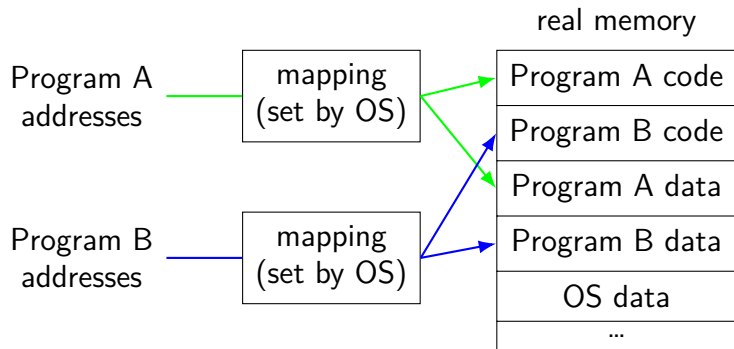 real memory
Program A
addresses
mapping
(set by OS)
Program A code
Program B code
Program A data
Program B
addresses
mapping
(set by OS)
Program B data
OS data
...